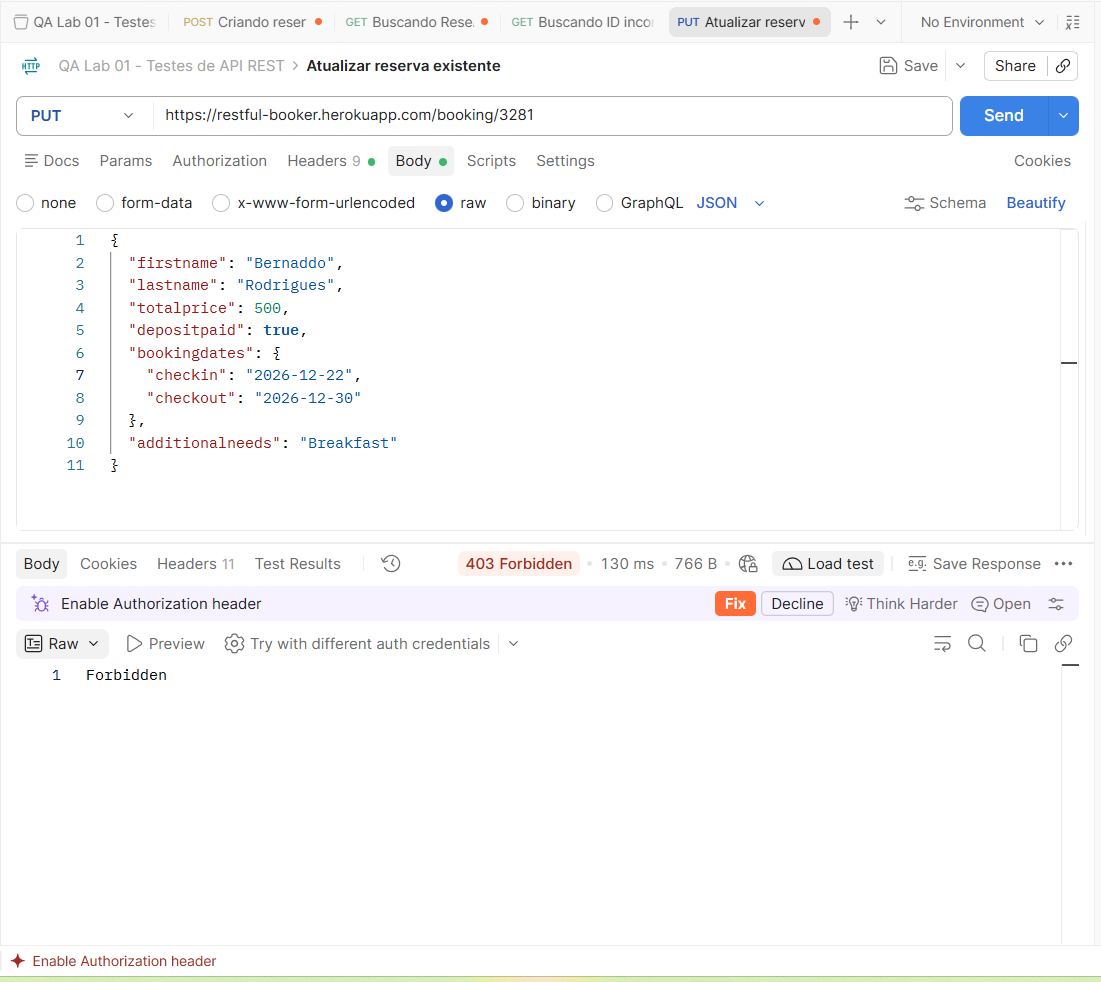 QA Lab 01 - Testes POST Criando reser GET Buscando Rese. GET Buscando ID incor PUT Atualizar reserv No Environment
HTTP QA Lab 01 - Testes de API REST > Atualizar reserva existente Save Share
PUT https://restful-booker.herokuapp.com/booking/3281 Send
Docs Params Authorization Headers 9 Body Scripts Settings Cookies
none form-data x-www-form-urlencoded raw binary GraphQL JSON Schema Beautify
1 {
2 "firstname": "Bernaddo",
3 "lastname": "Rodrigues",
4 "totalprice": 500,
5 "depositpaid": true,
6 "bookingdates": {
7 "checkin": "2026-12-22",
8 "checkout": "2026-12-30"
9 },
10 "additionalneeds": "Breakfast"
11 }
Body Cookies Headers 11 Test Results 403 Forbidden • 130 ms • 766 B • Load test e.g. Save Response
Enable Authorization header Fix Decline Think Harder Open
Raw Preview Try with different auth credentials
1 Forbidden
Enable Authorization header